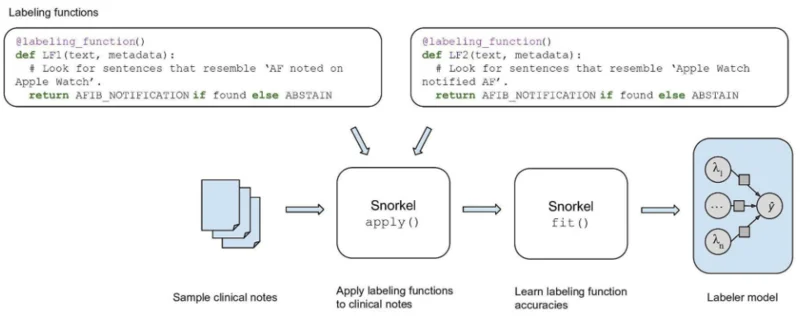 Labeling functions
@labeling_function()
def LF1(text, metadata):
# Look for sentences that resemble ‘AF noted on
Apple Watch’.
return AFIB_NOTIFICATION if found else ABSTAIN
@labeling_function()
def LF2(text, metadata):
# Look for sentences that resemble ‘Apple Watch
notified AF’.
return AFIB_NOTIFICATION if found else ABSTAIN
Snorkel
apply()
Snorkel
fit()
λ1
...
λn
ŷ
Sample clinical notes
Apply labeling functions
to clinical notes
Learn labeling function
accuracies
Labeler model